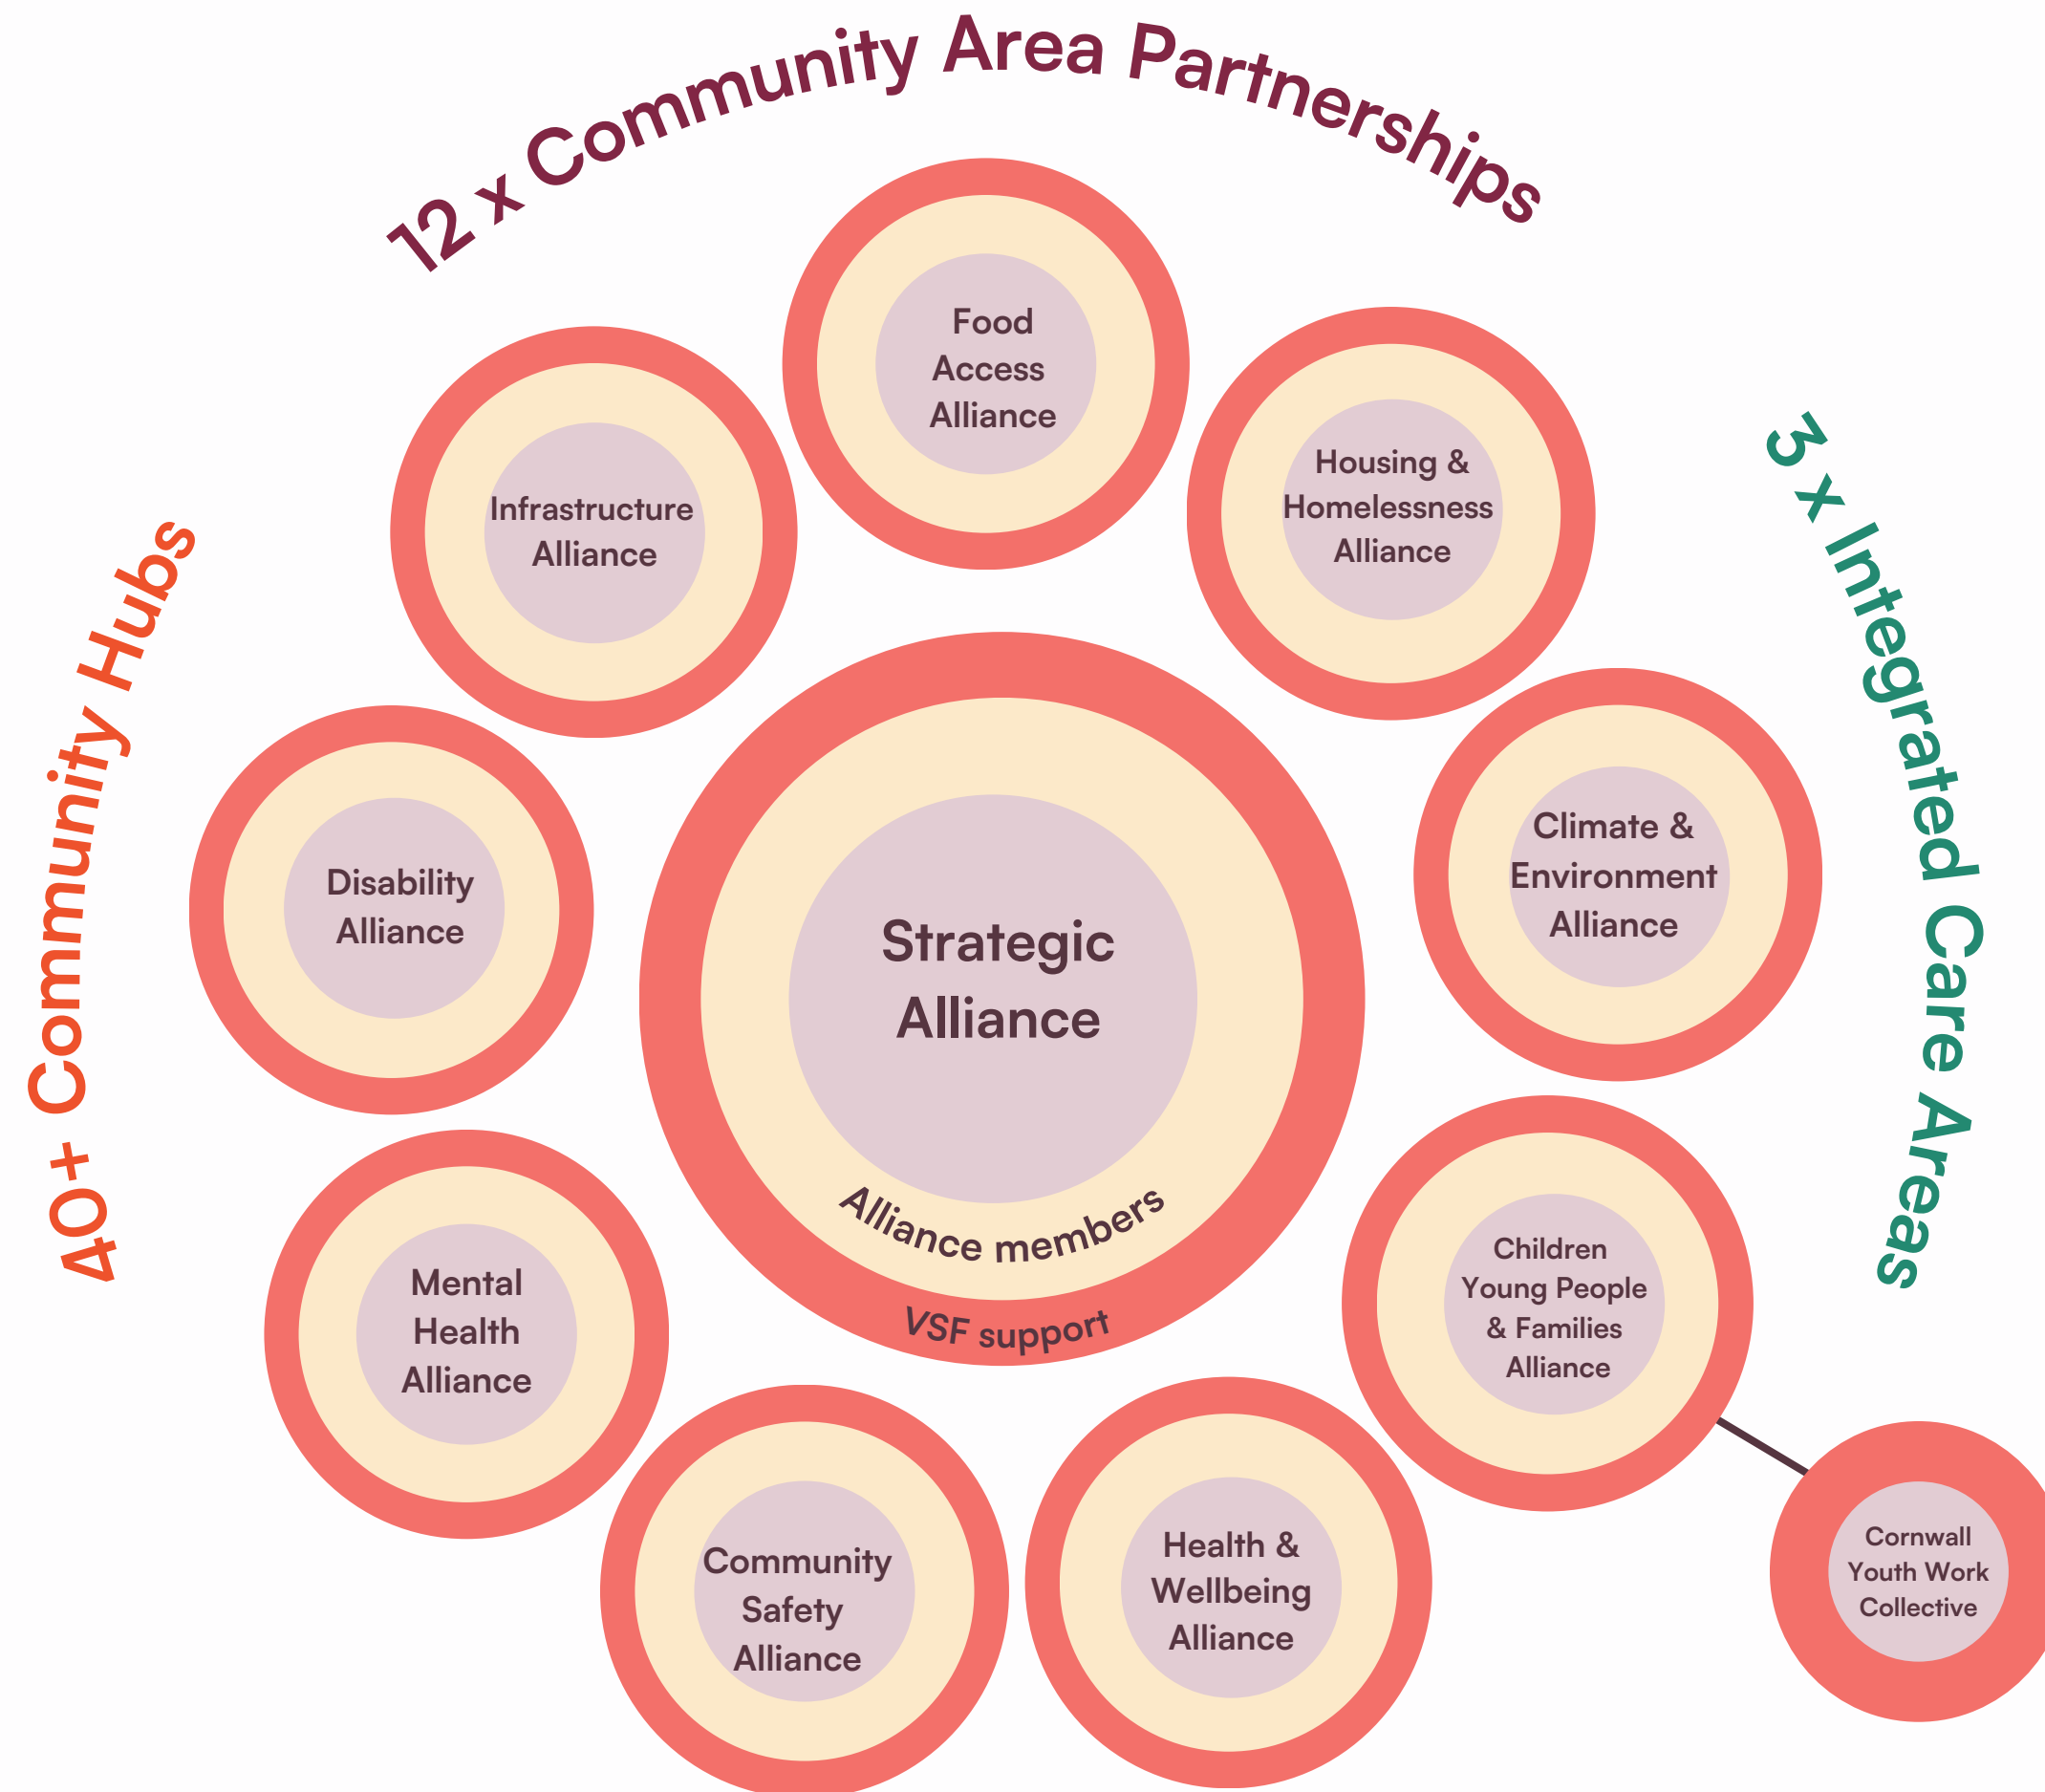 12 x Community Area Partnerships
40+ Community Hubs
3 x Integrated Care Areas
Food
Access
Alliance
Housing &
Homelessness
Alliance
Infrastructure
Alliance
Climate &
Environment
Alliance
Disability
Alliance
Strategic
Alliance
Alliance members
VSF support
Children
Young People
& Families
Alliance
Mental
Health
Alliance
Cornwall
Youth Work
Collective
Community
Safety
Alliance
Health &
Wellbeing
Alliance